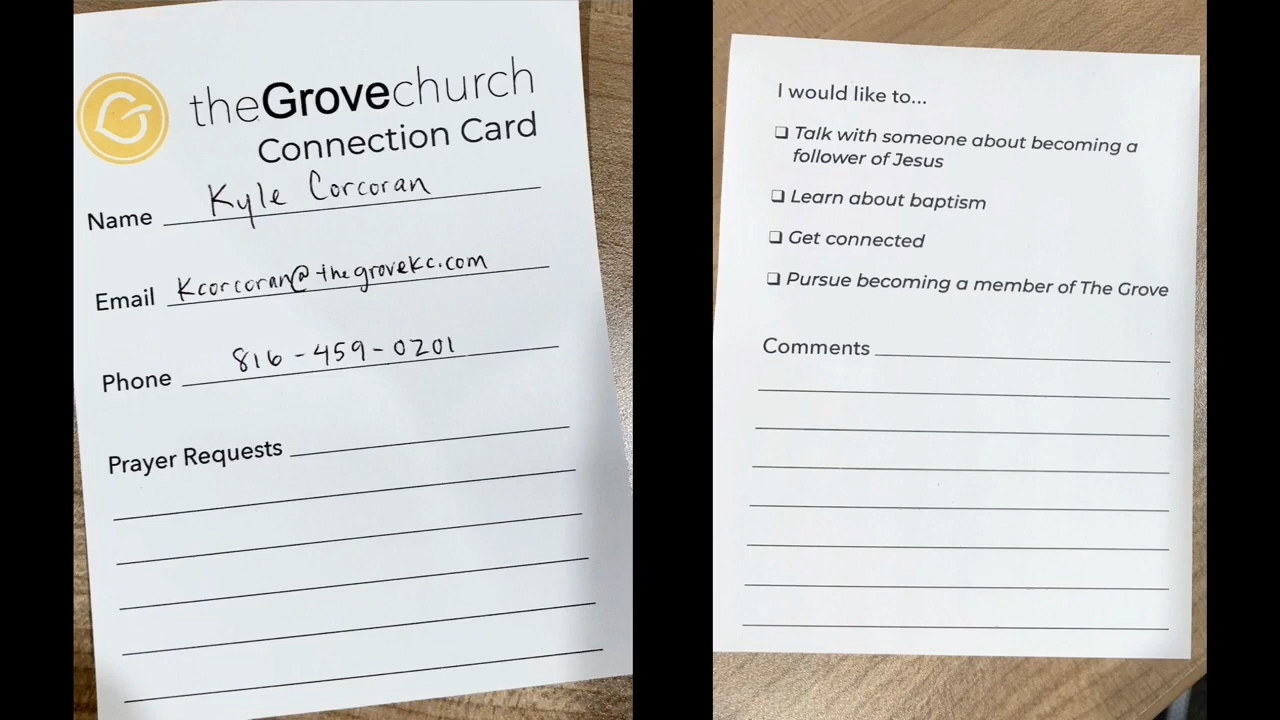 theGrovechurch
Connection Card
Name Kyle Corcoran
Email Kcorcoran@thegrovekc.com
Phone 816-459-0201
Prayer Requests
I would like to...
❏ Talk with someone about becoming a
follower of Jesus
❏ Learn about baptism
❏ Get connected
❏ Pursue becoming a member of The Grove
Comments